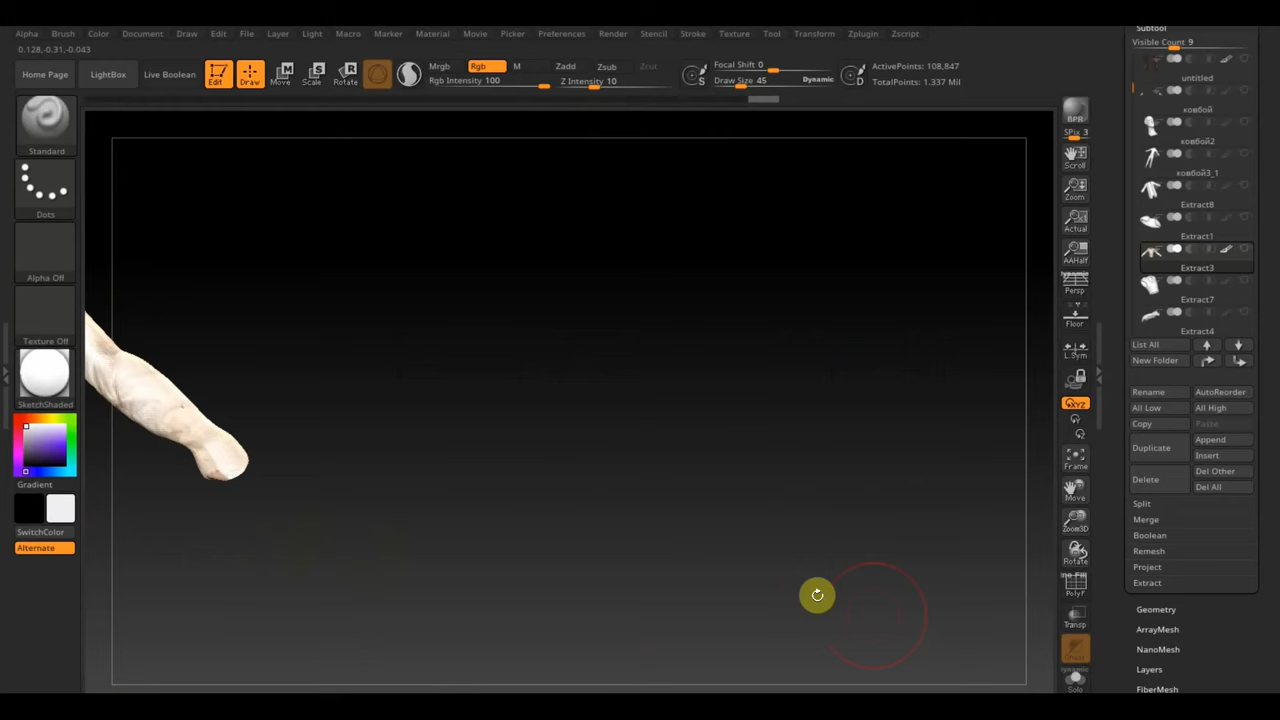 Alpha Brush Color Document Draw Edit File Layer Light Macro Marker Material Movie Picker Preferences Render Stencil Stroke Texture Tool Transform Zplugin Zscript
0.128,-0.31,-0.043
Home Page LightBox Live Boolean Edit Draw Move Scale Rotate
Mrgb Rgb M Zadd Zsub Zcut
Rgb Intensity 100 Z Intensity 10
Focal Shift 0
Draw Size 45 Dynamic
ActivePoints: 108,847
TotalPoints: 1.337 Mil
Standard
Dots
Alpha Off
Texture Off
SketchShaded
Gradient
SwitchColor
Alternate
BPR
SPix 3
Scroll
Zoom
Actual
AAHalf
Dynamic
Persp
Floor
L.Sym
XYZ
Frame
Move
Zoom3D
Rotate
PolyF
Transp
Dynamic
Solo
Subtool
Visible Count 9
untitled
ковбой
ковбой2
ковбой3_1
Extract8
Extract1
Extract3
Extract7
Extract4
List All
New Folder
Rename AutoReorder
All Low All High
Copy Paste
Duplicate Append
Insert
Delete Del Other
Del All
Split
Merge
Boolean
Remesh
Project
Extract
Geometry
ArrayMesh
NanoMesh
Layers
FiberMesh